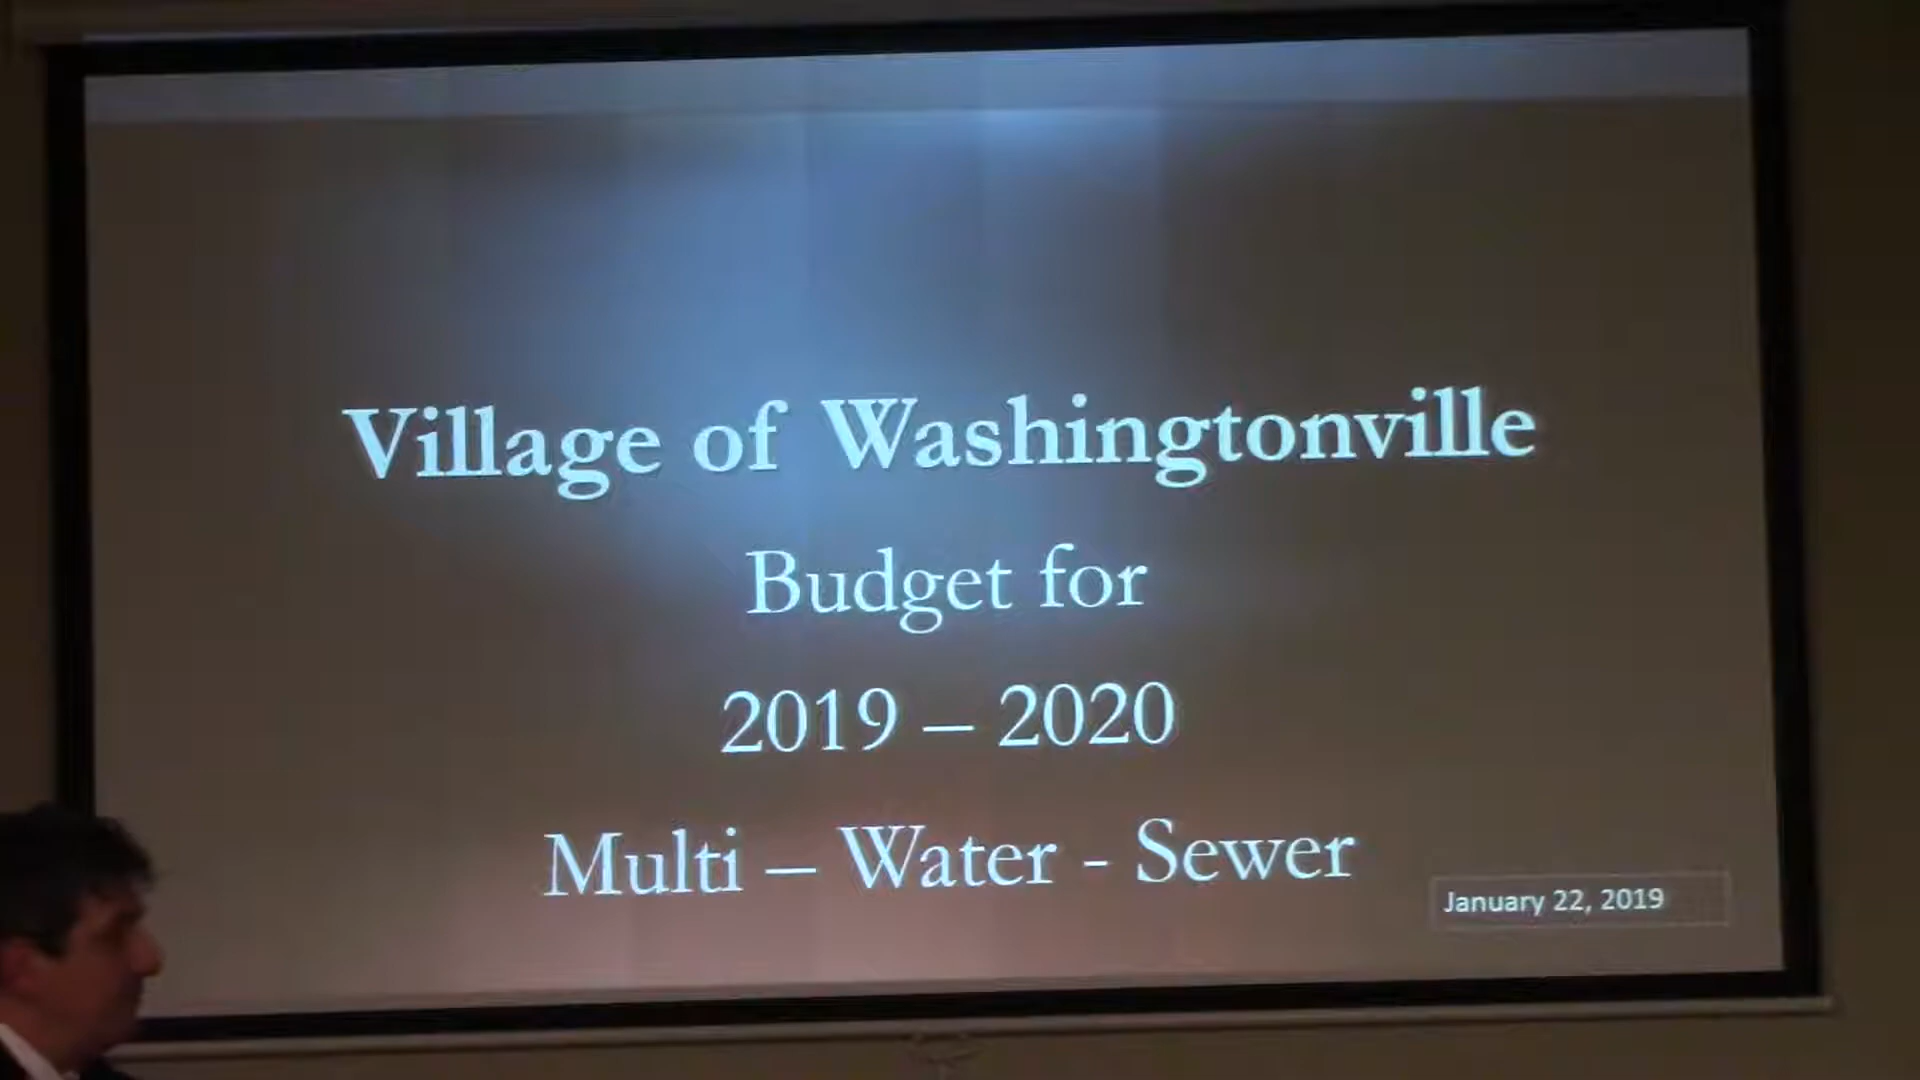 Village of Washingtonville
Budget for
2019 – 2020
Multi – Water - Sewer
January 22, 2019